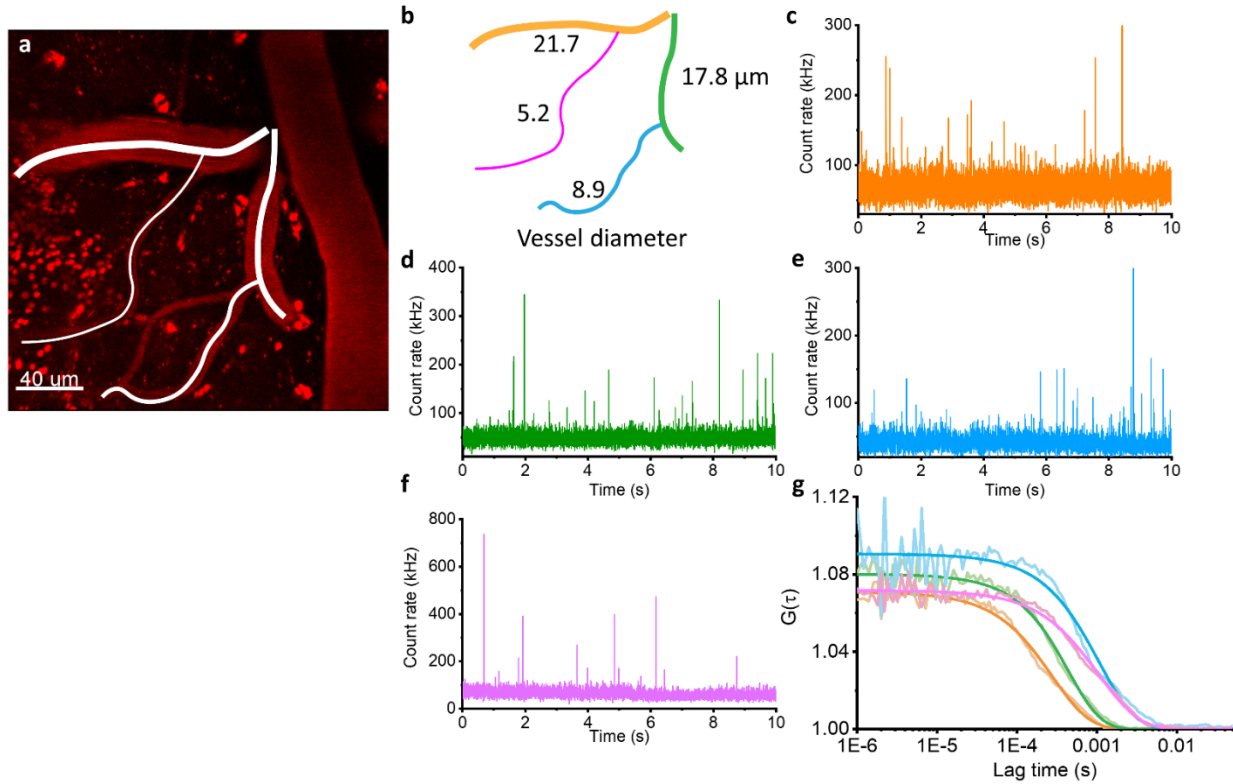 a
40 um
b
21.7
17.8 µm
5.2
8.9
Vessel diameter
c
Count rate (kHz)
300
200
100
0 2 4 6 8 10
Time (s)
d
Count rate (kHz)
400
300
200
100
0 2 4 6 8 10
Time (s)
e
Count rate (kHz)
300
200
100
0 2 4 6 8 10
Time (s)
f
Count rate (kHz)
800
600
400
200
0
0 2 4 6 8 10
Time (s)
g
G(τ)
1.12
1.08
1.04
1.00
1E-6 1E-5 1E-4 0.001 0.01
Lag time (s)